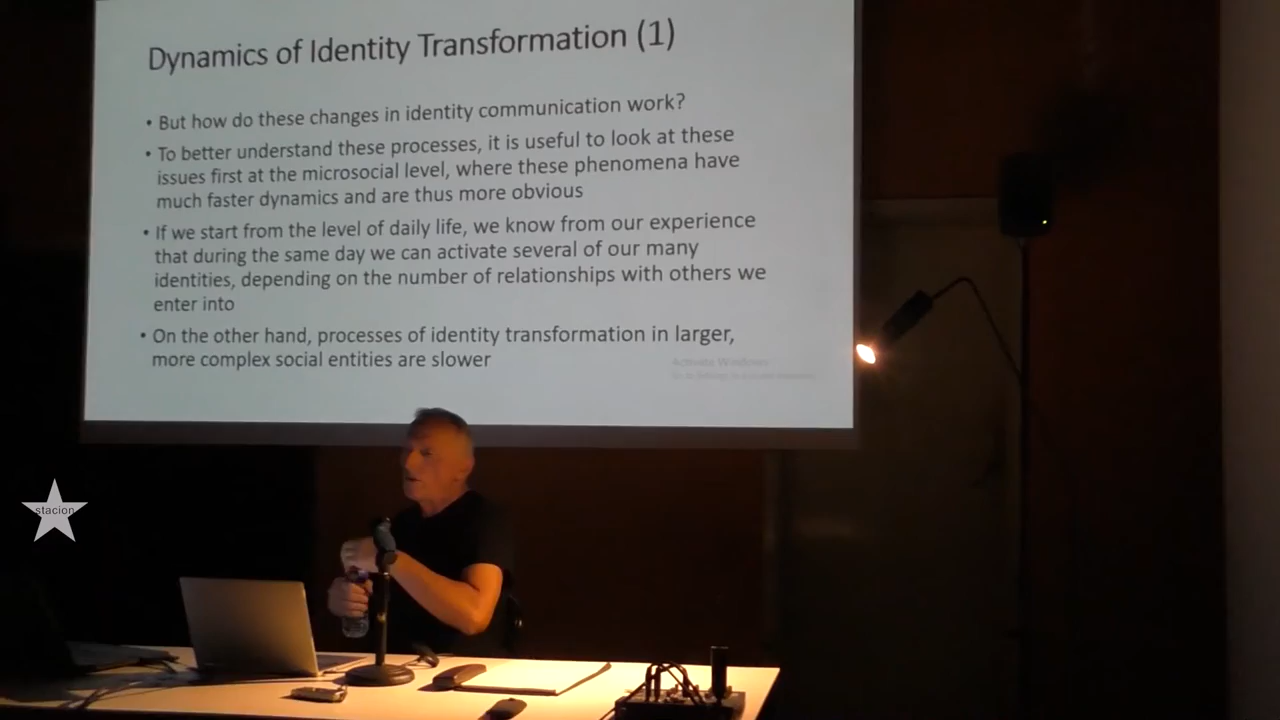 Dynamics of Identity Transformation (1)
• But how do these changes in identity communication work?
• To better understand these processes, it is useful to look at these
issues first at the microsocial level, where these phenomena have
much faster dynamics and are thus more obvious
• If we start from the level of daily life, we know from our experience
that during the same day we can activate several of our many
identities, depending on the number of relationships with others we
enter into
• On the other hand, processes of identity transformation in larger,
more complex social entities are slower
Activate Windows
stacion